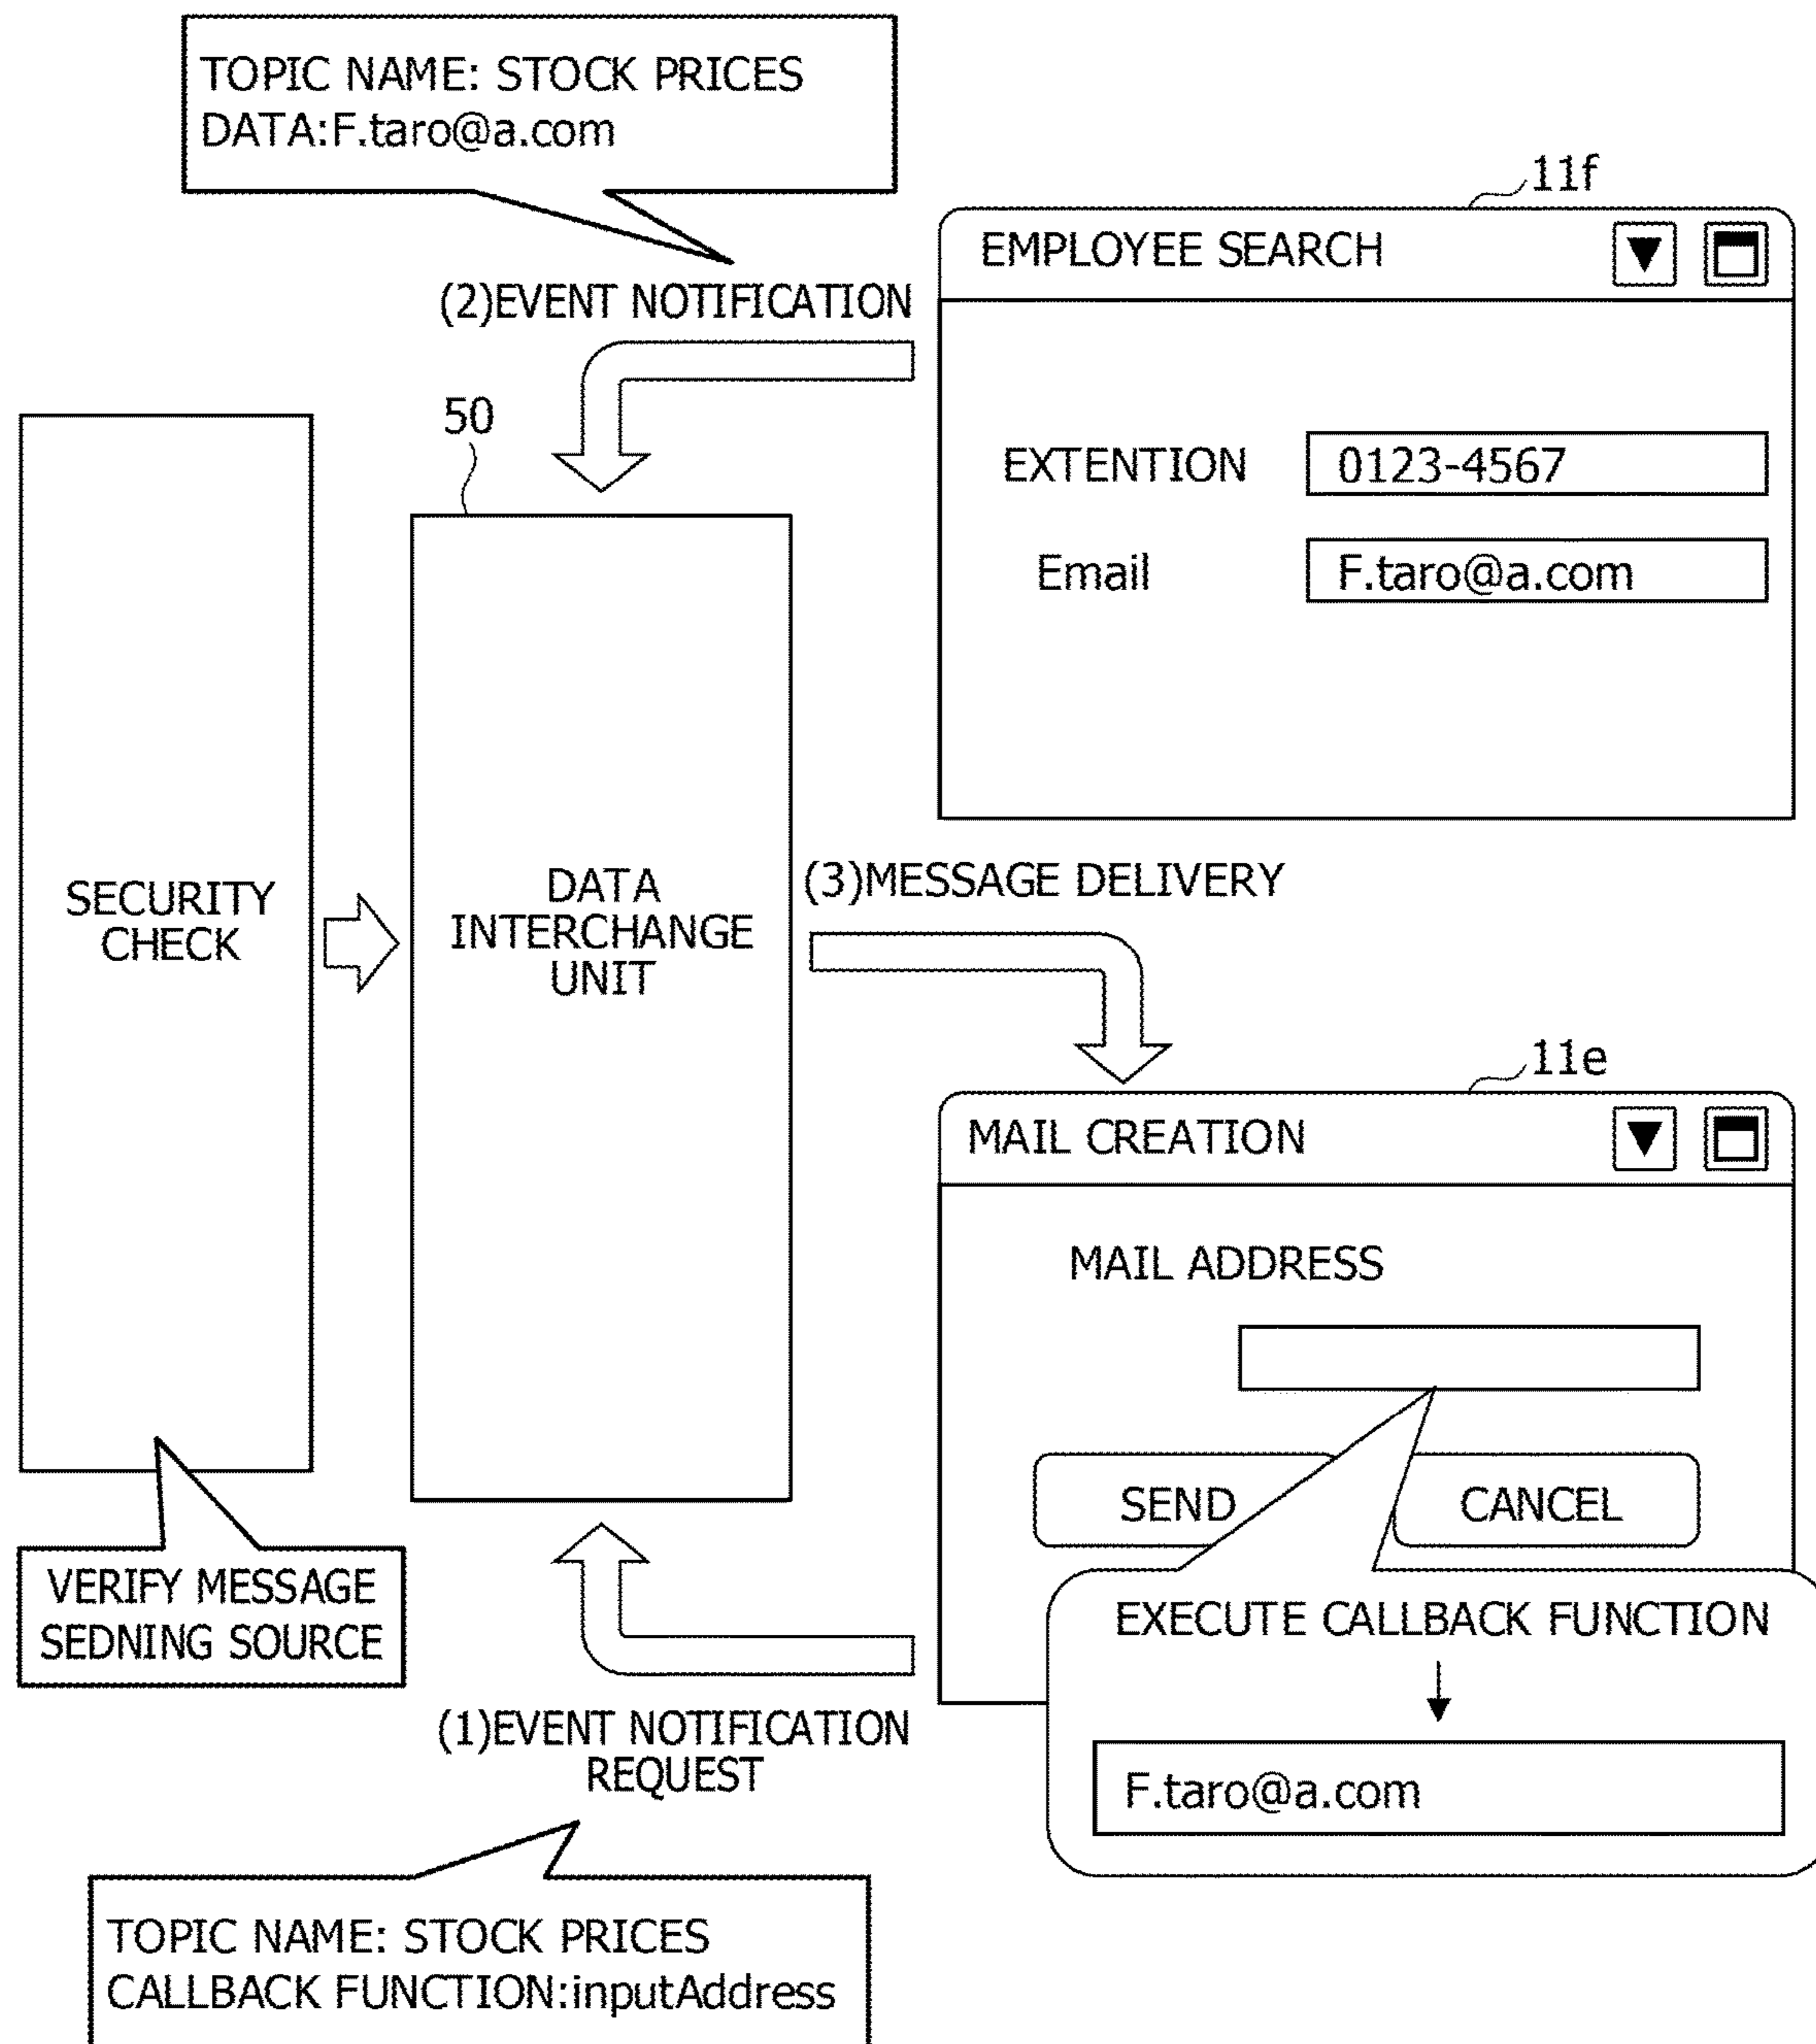 TOPIC NAME: STOCK PRICES
DATA:F.taro@a.com
11f
EMPLOYEE SEARCH
(2)EVENT NOTIFICATION
50
EXTENTION
0123-4567
Email
F.taro@a.com
SECURITY
CHECK
DATA
INTERCHANGE
UNIT
(3)MESSAGE DELIVERY
11e
MAIL CREATION
MAIL ADDRESS
SEND
CANCEL
VERIFY MESSAGE
SEDNING SOURCE
EXECUTE CALLBACK FUNCTION
F.taro@a.com
(1)EVENT NOTIFICATION
REQUEST
TOPIC NAME: STOCK PRICES
CALLBACK FUNCTION:inputAddress